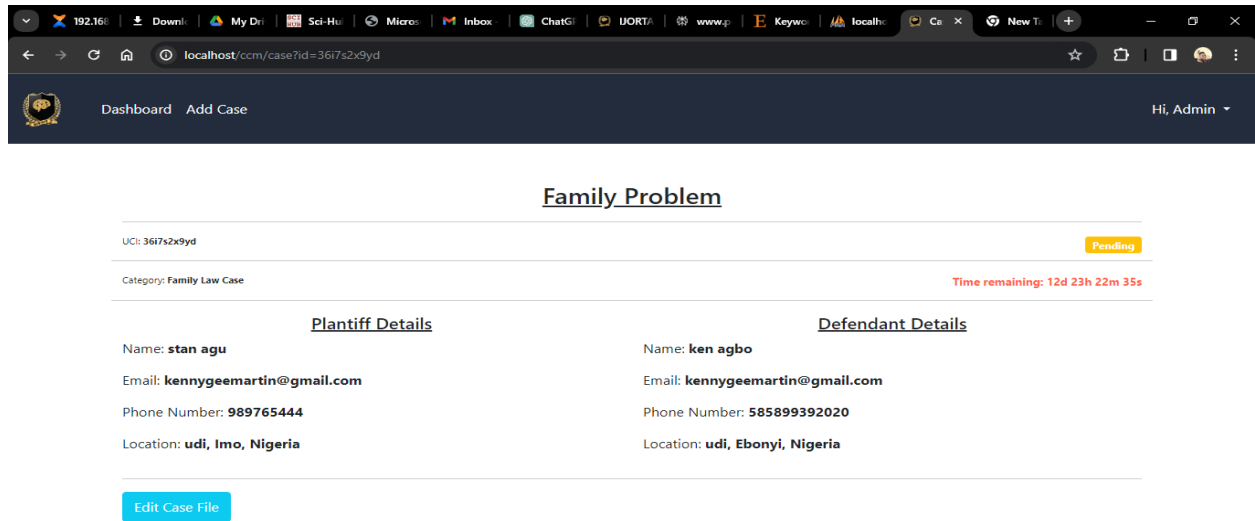 192.168 Downlo My Dri Sci-Hu Micros Inbox - ChatG IJORTA www.p Keywo localho Ca New Ta
localhost/ccm/case?id=36i7s2x9yd
Dashboard Add Case Hi, Admin
Family Problem
UCI: 36i7s2x9yd Pending
Category: Family Law Case Time remaining: 12d 23h 22m 35s
Plantiff Details Defendant Details
Name: stan agu Name: ken agbo
Email: kennygeemartin@gmail.com Email: kennygeemartin@gmail.com
Phone Number: 989765444 Phone Number: 585899392020
Location: udi, Imo, Nigeria Location: udi, Ebonyi, Nigeria
Edit Case File